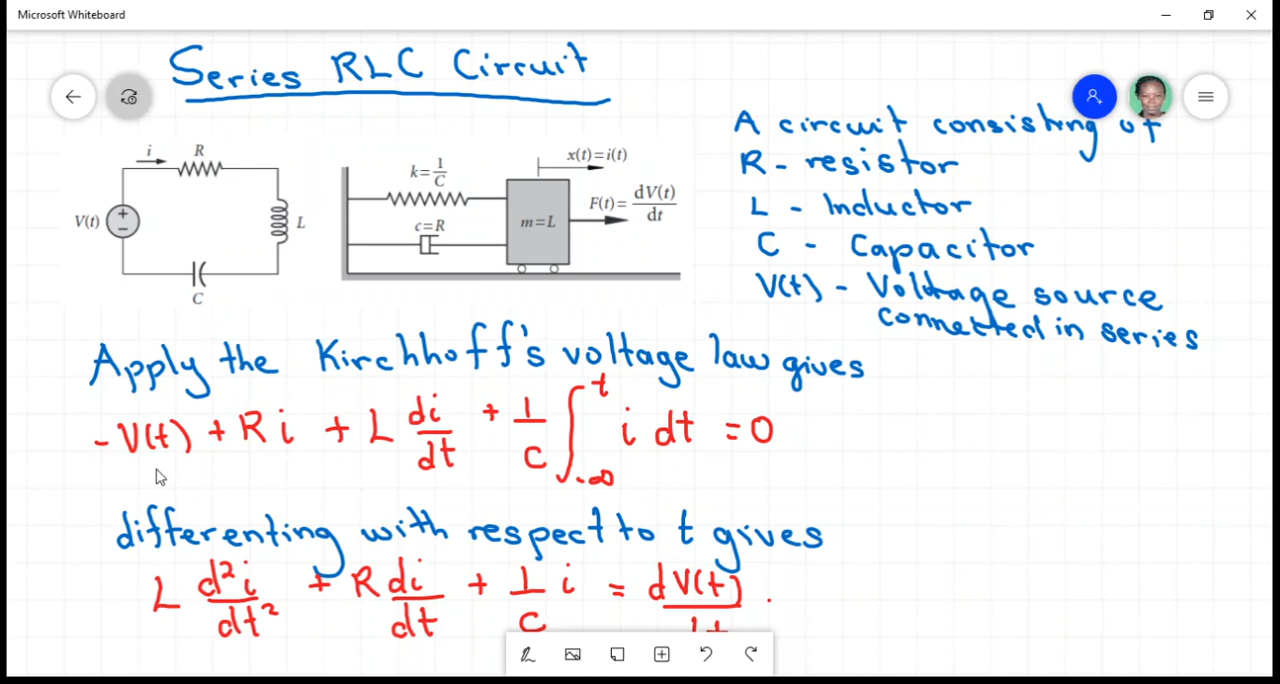 Microsoft Whiteboard
Series RLC Circuit
i
R
V(t)
+
−
L
C
k=1/C
c=R
m=L
x(t)=i(t)
F(t)=dV(t)/dt
A circuit consisting of
R - resistor
L - Inductor
C - Capacitor
V(t) - Voltage source
connected in series
Apply the Kirchhoff's voltage law gives
-V(t) + Ri + L di/dt + 1/C ∫_{-∞}^{t} i dt = 0
differenting with respect to t gives
L d²i/dt² + R di/dt + 1/C i = dV(t)/dt.